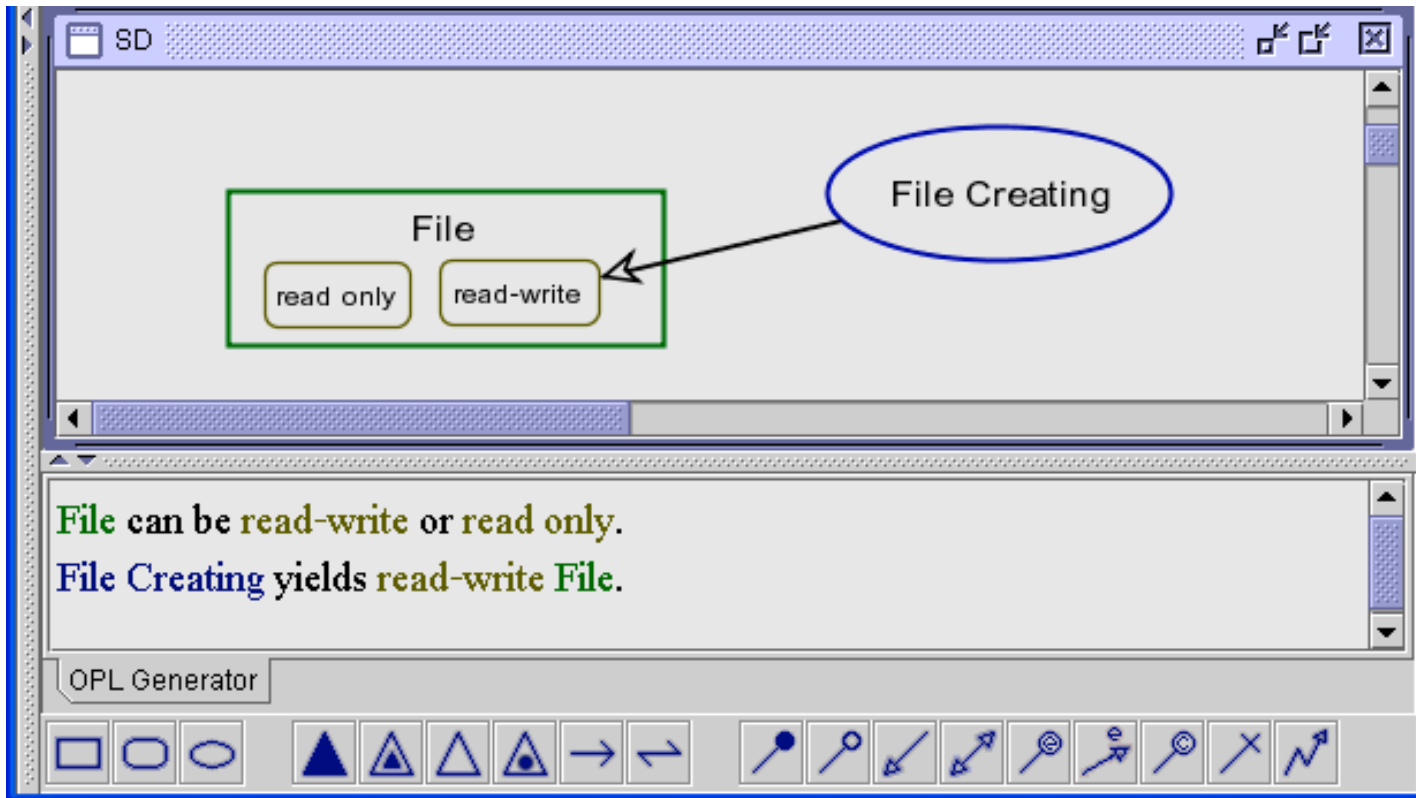 SD
File Creating
File
read only
read-write
File can be read-write or read only.
File Creating yields read-write File.
OPL Generator
e
e
C